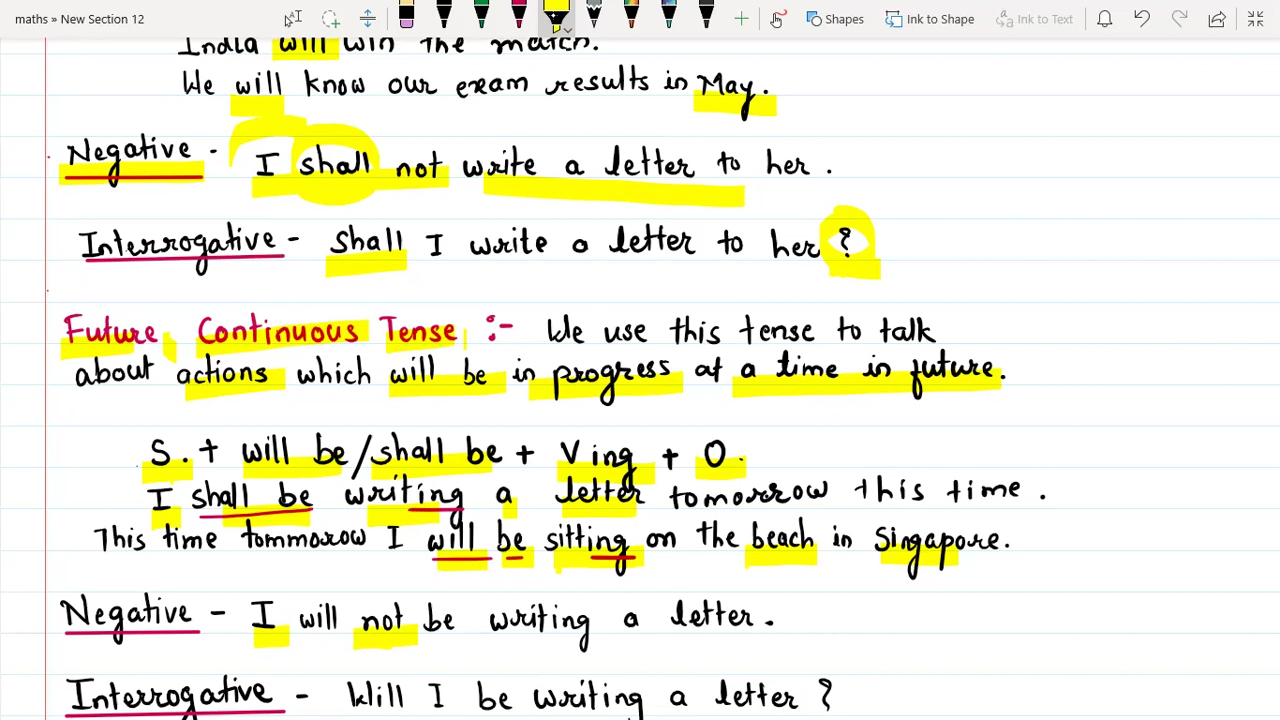 maths » New Section 12
Shapes Ink to Shape Ink to Text
India will win the match.
We will know our exam results in May.
Negative - I shall not write a letter to her.
Interrogative - Shall I write a letter to her ?
Future Continuous Tense :- We use this tense to talk
about actions which will be in progress at a time in future.
S. + will be/shall be + V ing + O.
I shall be writing a letter tomorrow this time.
This time tommorow I will be sitting on the beach in Singapore.
Negative - I will not be writing a letter.
Interrogative - Will I be writing a letter ?